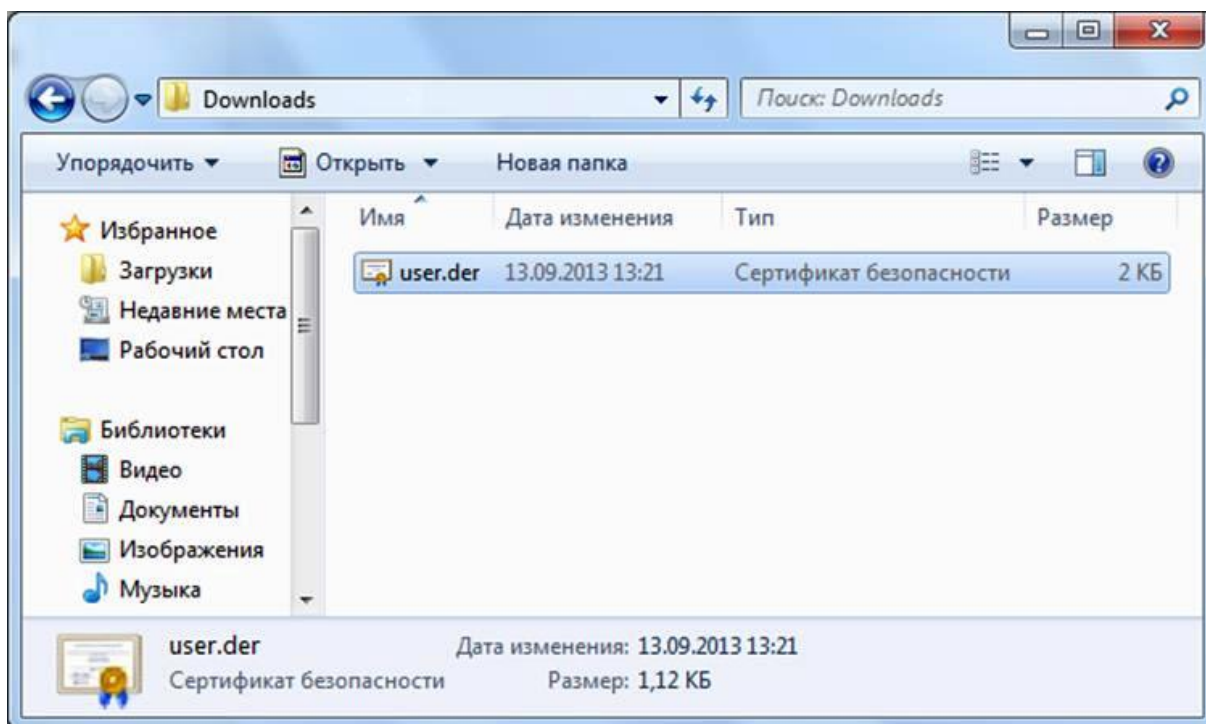 Downloads
Поиск: Downloads
Упорядочить Открыть Новая папка
Имя Дата изменения Тип Размер
user.der 13.09.2013 13:21 Сертификат безопасности 2 КБ
Избранное
Загрузки
Недавние места
Рабочий стол
Библиотеки
Видео
Документы
Изображения
Музыка
user.der Дата изменения: 13.09.2013 13:21
Сертификат безопасности Размер: 1,12 КБ